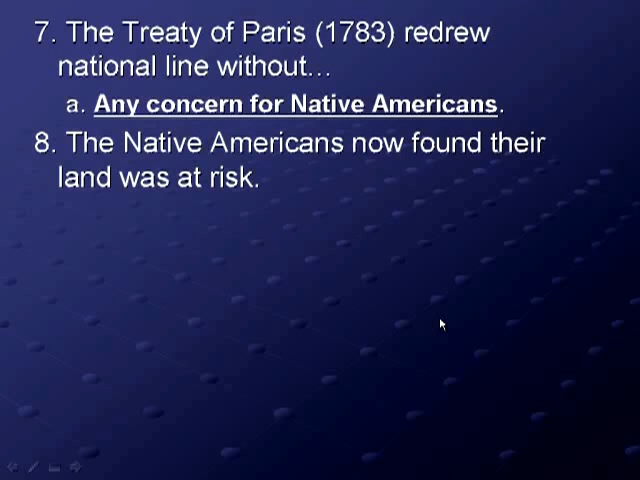 7. The Treaty of Paris (1783) redrew
national line without…
a. Any concern for Native Americans.
8. The Native Americans now found their
land was at risk.